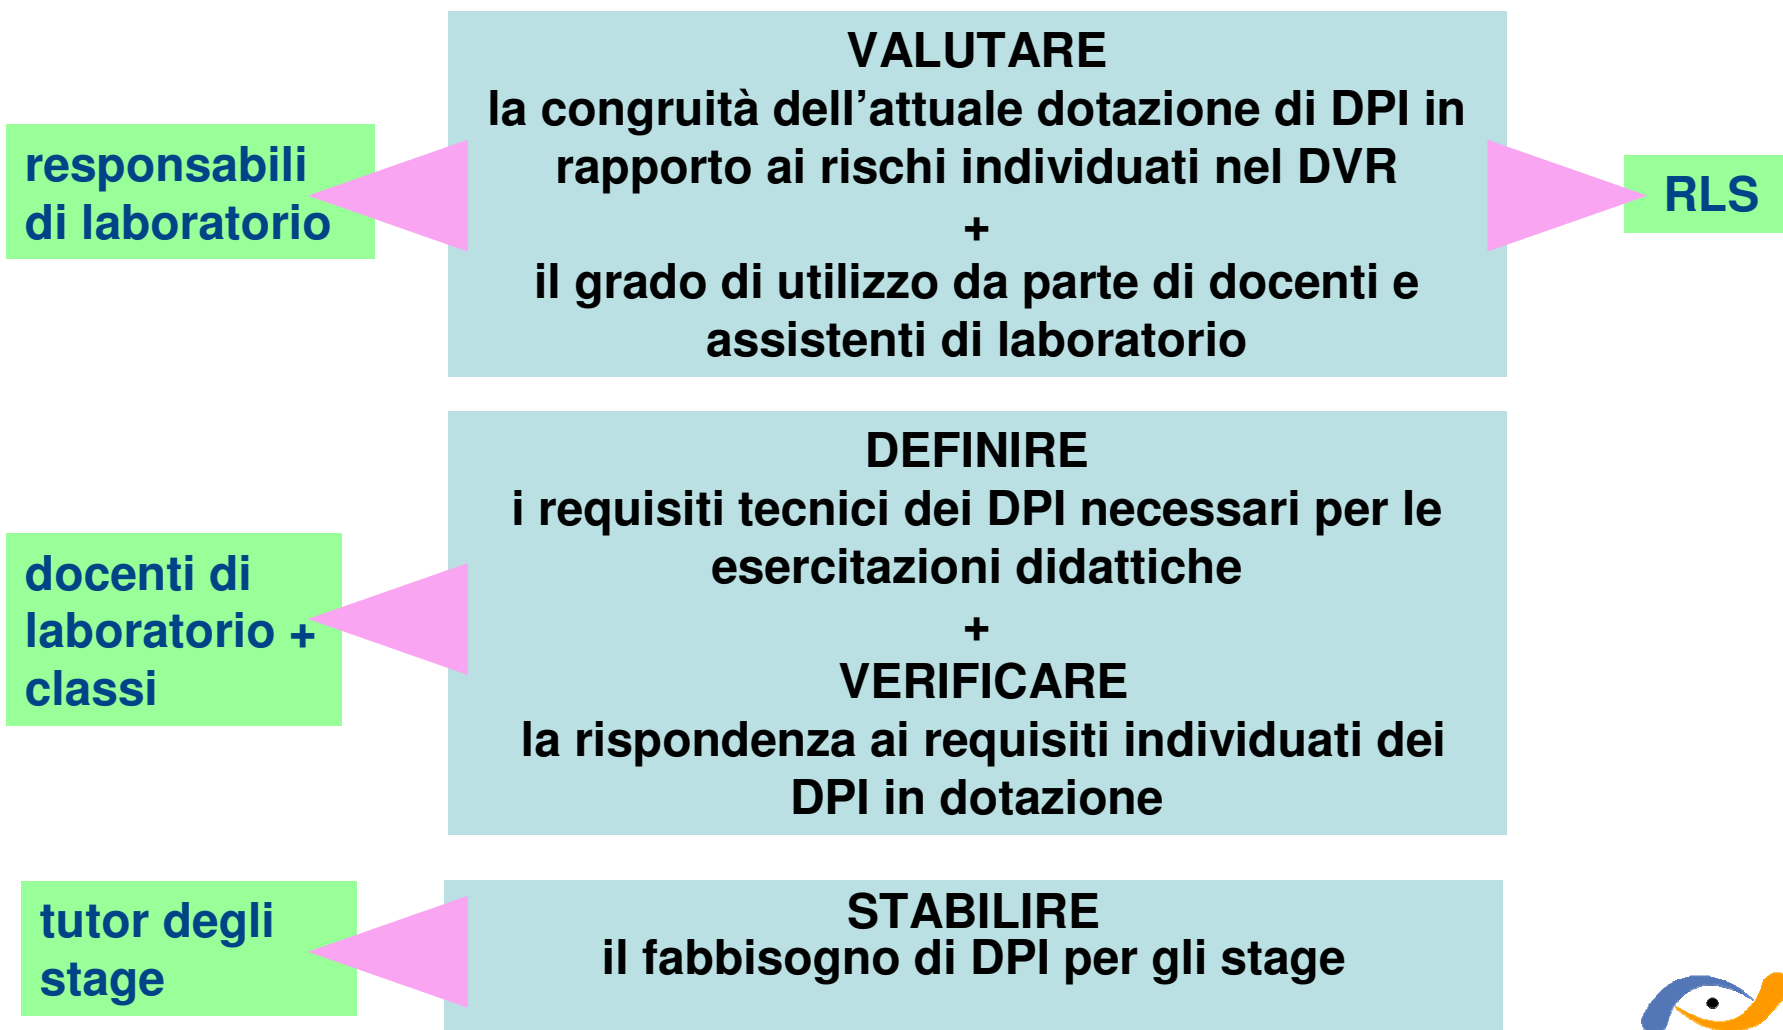 VALUTARE
la congruità dell’attuale dotazione di DPI in
rapporto ai rischi individuati nel DVR
+
il grado di utilizzo da parte di docenti e
assistenti di laboratorio
responsabili
di laboratorio
RLS
DEFINIRE
i requisiti tecnici dei DPI necessari per le
esercitazioni didattiche
+
VERIFICARE
la rispondenza ai requisiti individuati dei
DPI in dotazione
docenti di
laboratorio +
classi
STABILIRE
il fabbisogno di DPI per gli stage
tutor degli
stage